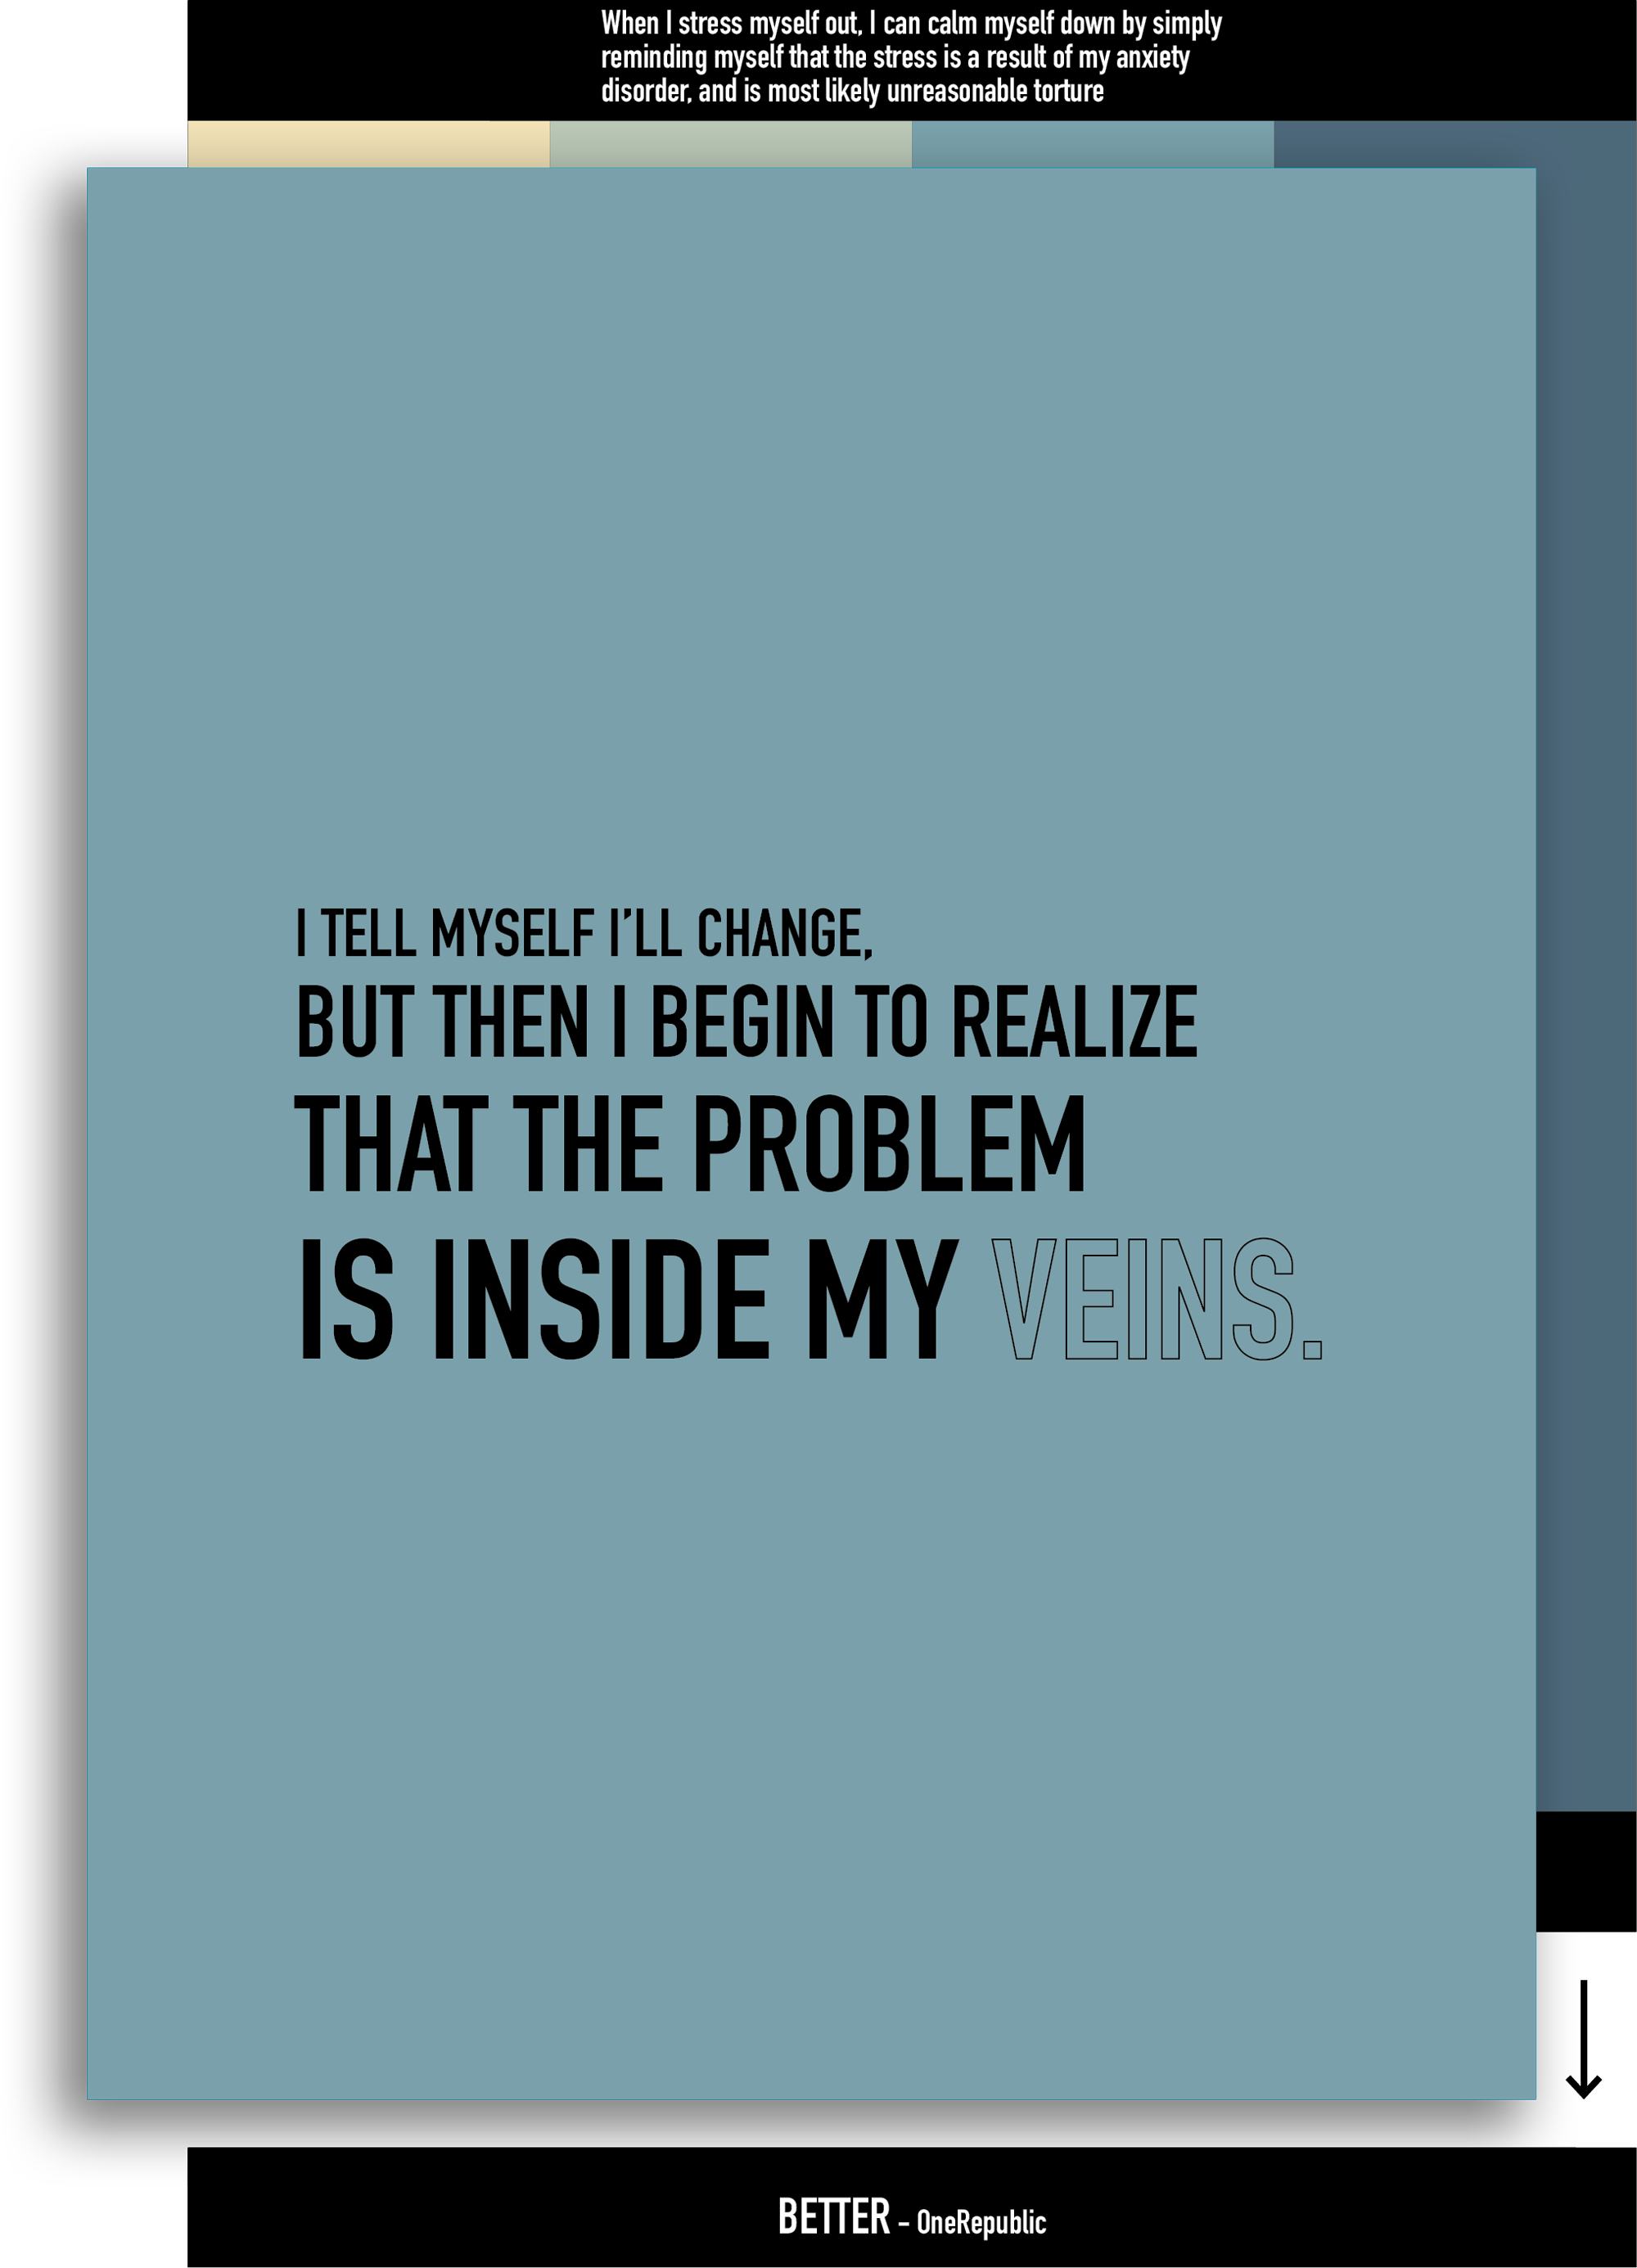 When I stress myself out, I can calm myself down by simply
reminding myself that the stress is a result of my anxiety
disorder, and is most likely unreasonable torture
I TELL MYSELF I'LL CHANGE,
BUT THEN I BEGIN TO REALIZE
THAT THE PROBLEM
IS INSIDE MY VEINS.
BETTER – OneRepublic